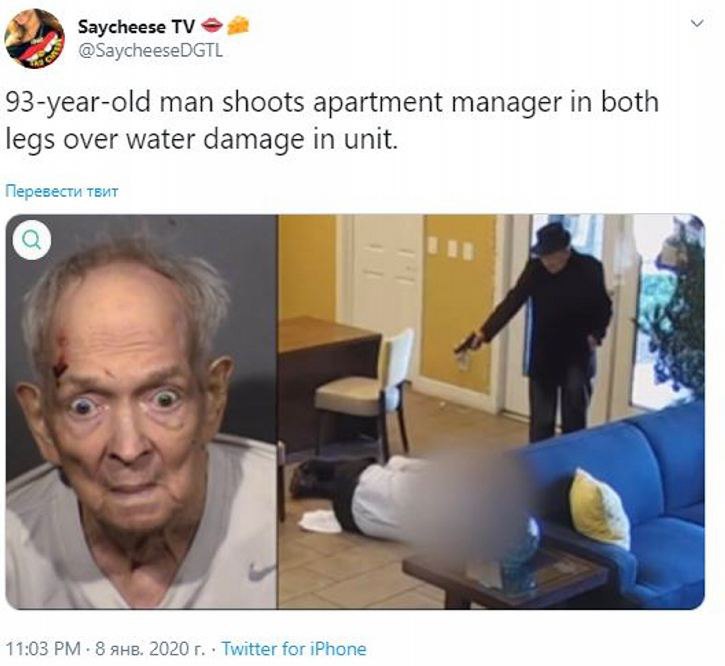 Saycheese TV
@SaycheeseDGTL
93-year-old man shoots apartment manager in both
legs over water damage in unit.
Перевести твит
11:03 PM · 8 янв. 2020 г. · Twitter for iPhone